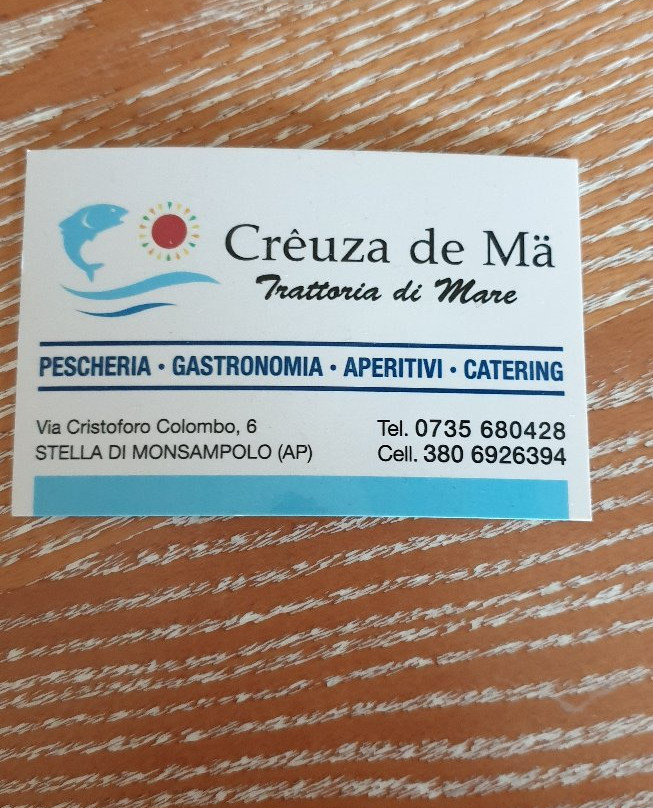 Crêuza de Mä
Trattoria di Mare
PESCHERIA · GASTRONOMIA · APERITIVI · CATERING
Via Cristoforo Colombo, 6
STELLA DI MONSAMPOLO (AP)
Tel. 0735 680428
Cell. 380 6926394